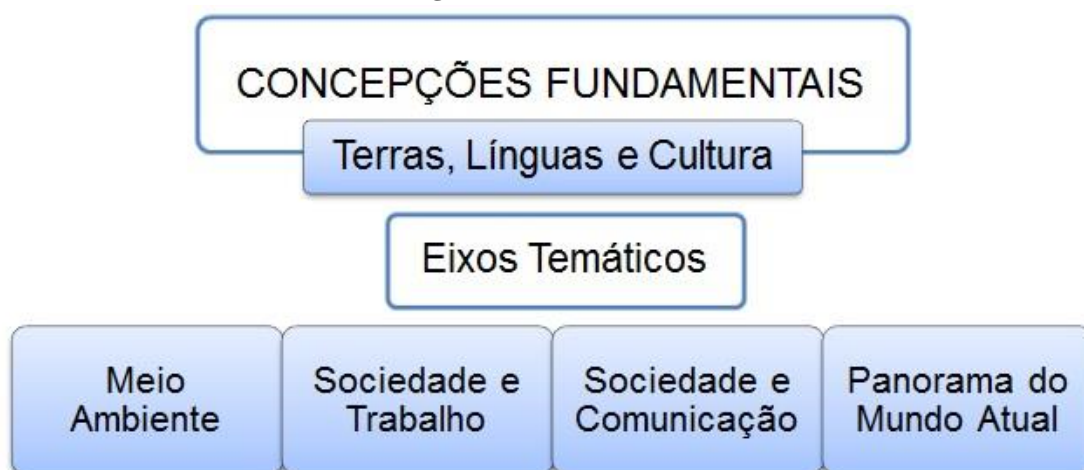 CONCEPÇÕES FUNDAMENTAIS
Terras, Línguas e Cultura
Eixos Temáticos
Meio
Ambiente
Sociedade e
Trabalho
Sociedade e
Comunicação
Panorama do
Mundo Atual